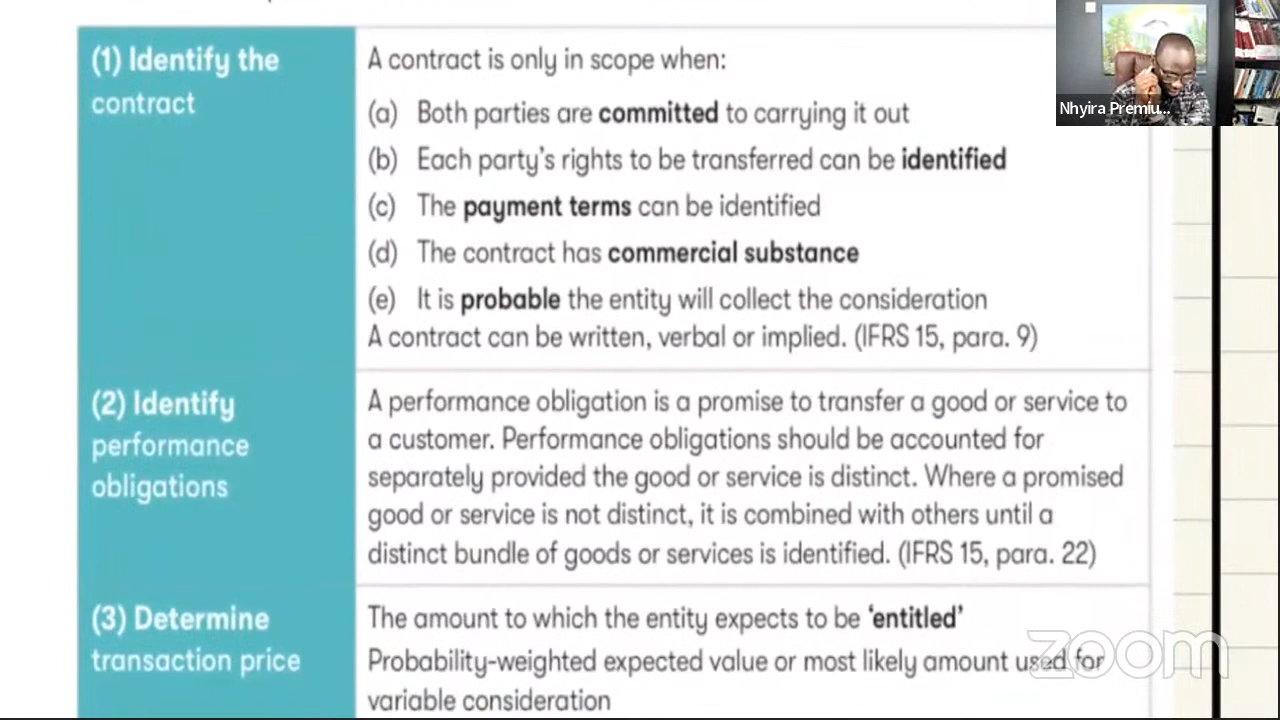 (1) Identify the
contract
A contract is only in scope when:
(a) Both parties are committed to carrying it out
(b) Each party's rights to be transferred can be identified
(c) The payment terms can be identified
(d) The contract has commercial substance
(e) It is probable the entity will collect the consideration
A contract can be written, verbal or implied. (IFRS 15, para. 9)
(2) Identify
performance
obligations
A performance obligation is a promise to transfer a good or service to
a customer. Performance obligations should be accounted for
separately provided the good or service is distinct. Where a promised
good or service is not distinct, it is combined with others until a
distinct bundle of goods or services is identified. (IFRS 15, para. 22)
(3) Determine
transaction price
The amount to which the entity expects to be 'entitled'
Probability-weighted expected value or most likely amount used for
variable consideration
Nhyira Premiu...
zoom